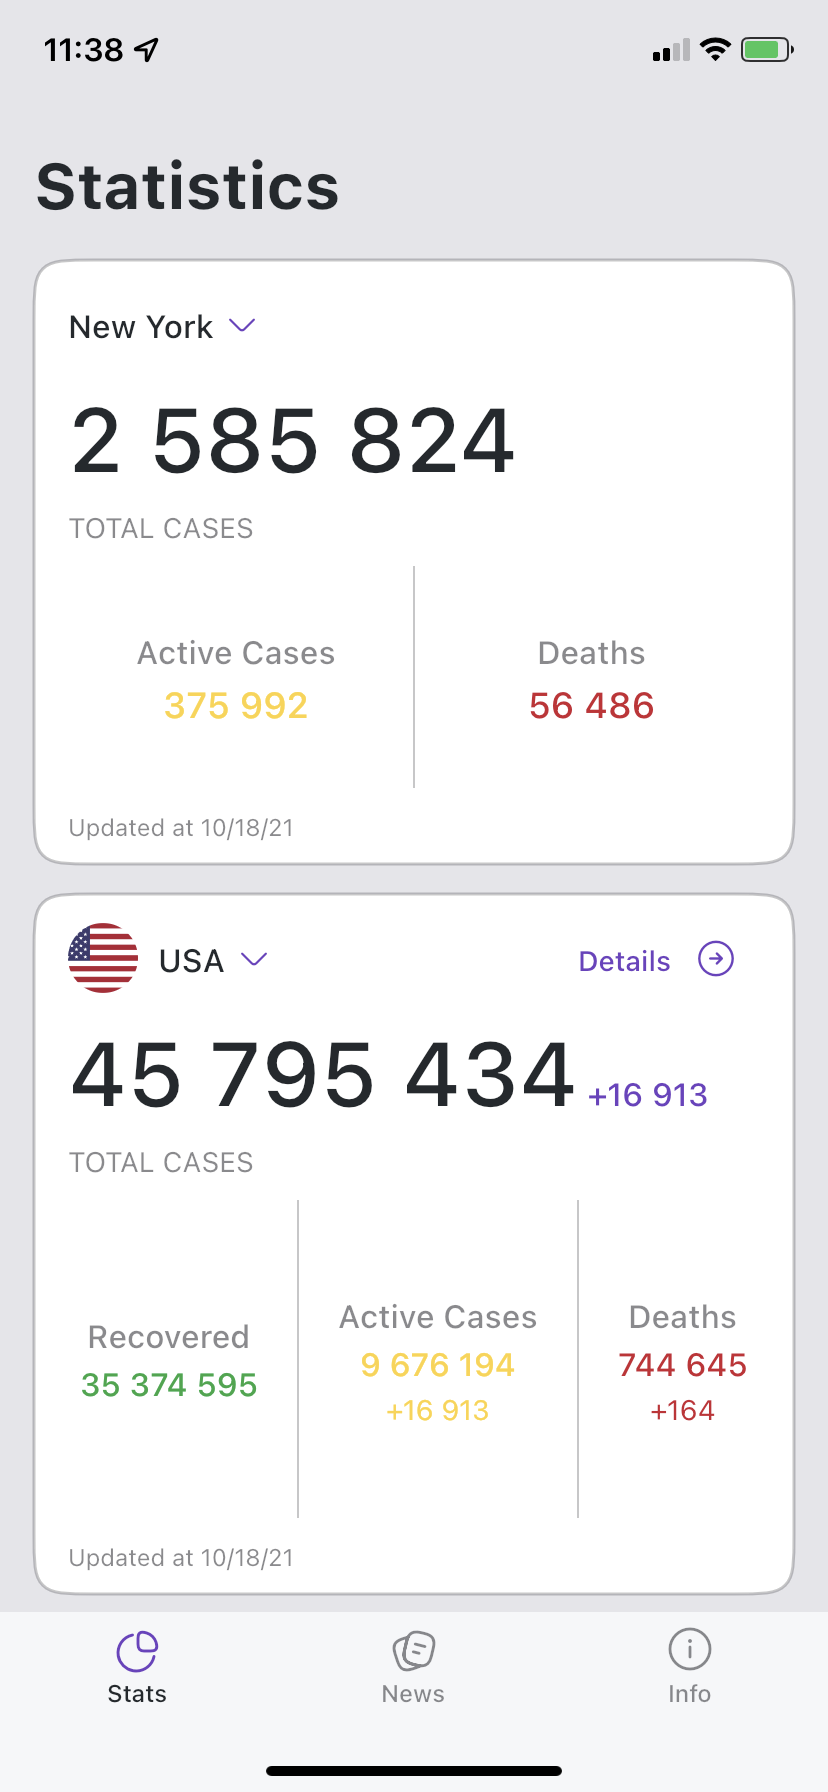 11:38
Statistics
New York
2 585 824
TOTAL CASES
Active Cases
375 992
Deaths
56 486
Updated at 10/18/21
USA
Details
45 795 434 +16 913
TOTAL CASES
Recovered
35 374 595
Active Cases
9 676 194
+16 913
Deaths
744 645
+164
Updated at 10/18/21
Stats
News
Info